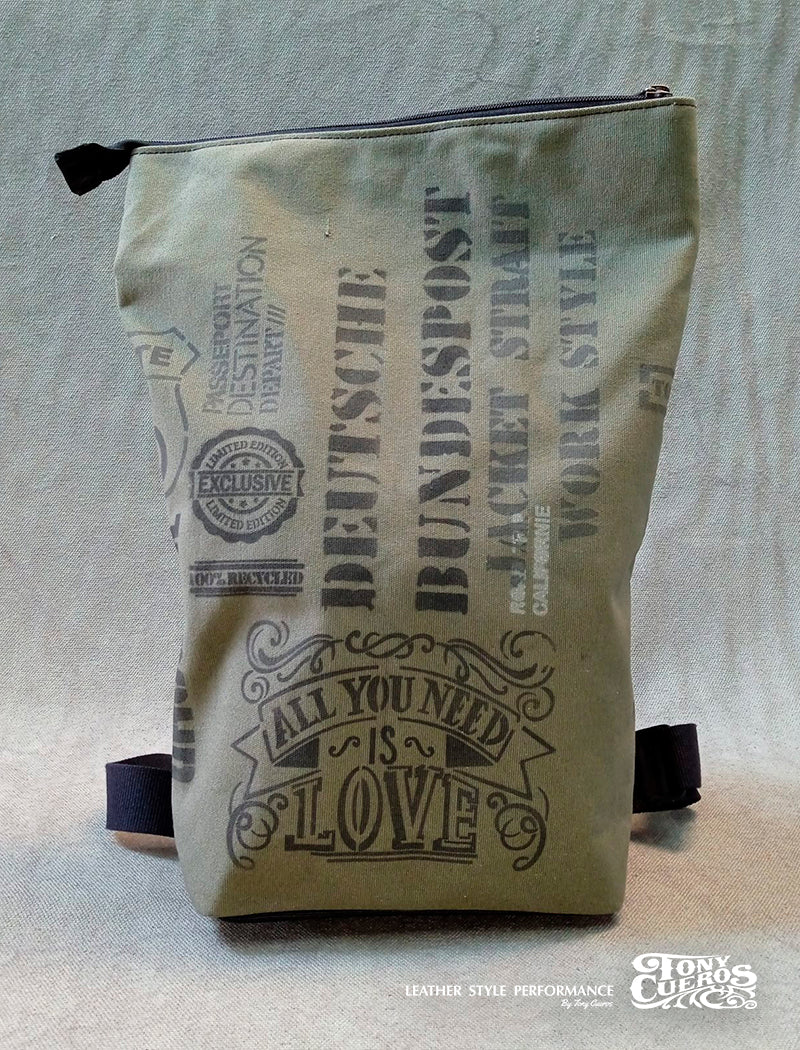 PASSEPORT
DESTINATION
DEPART///
LIMITED EDITION
EXCLUSIVE
LIMITED EDITION
100% RECYCLED
DEUTSCHE
BUNDESPOST
JACKET STRAIT
WORK STYLE
CALIFORNIE
ALL YOU NEED
IS
LOVE
LEATHER STYLE PERFORMANCE
By Tony Cueros
TONY
CUEROS